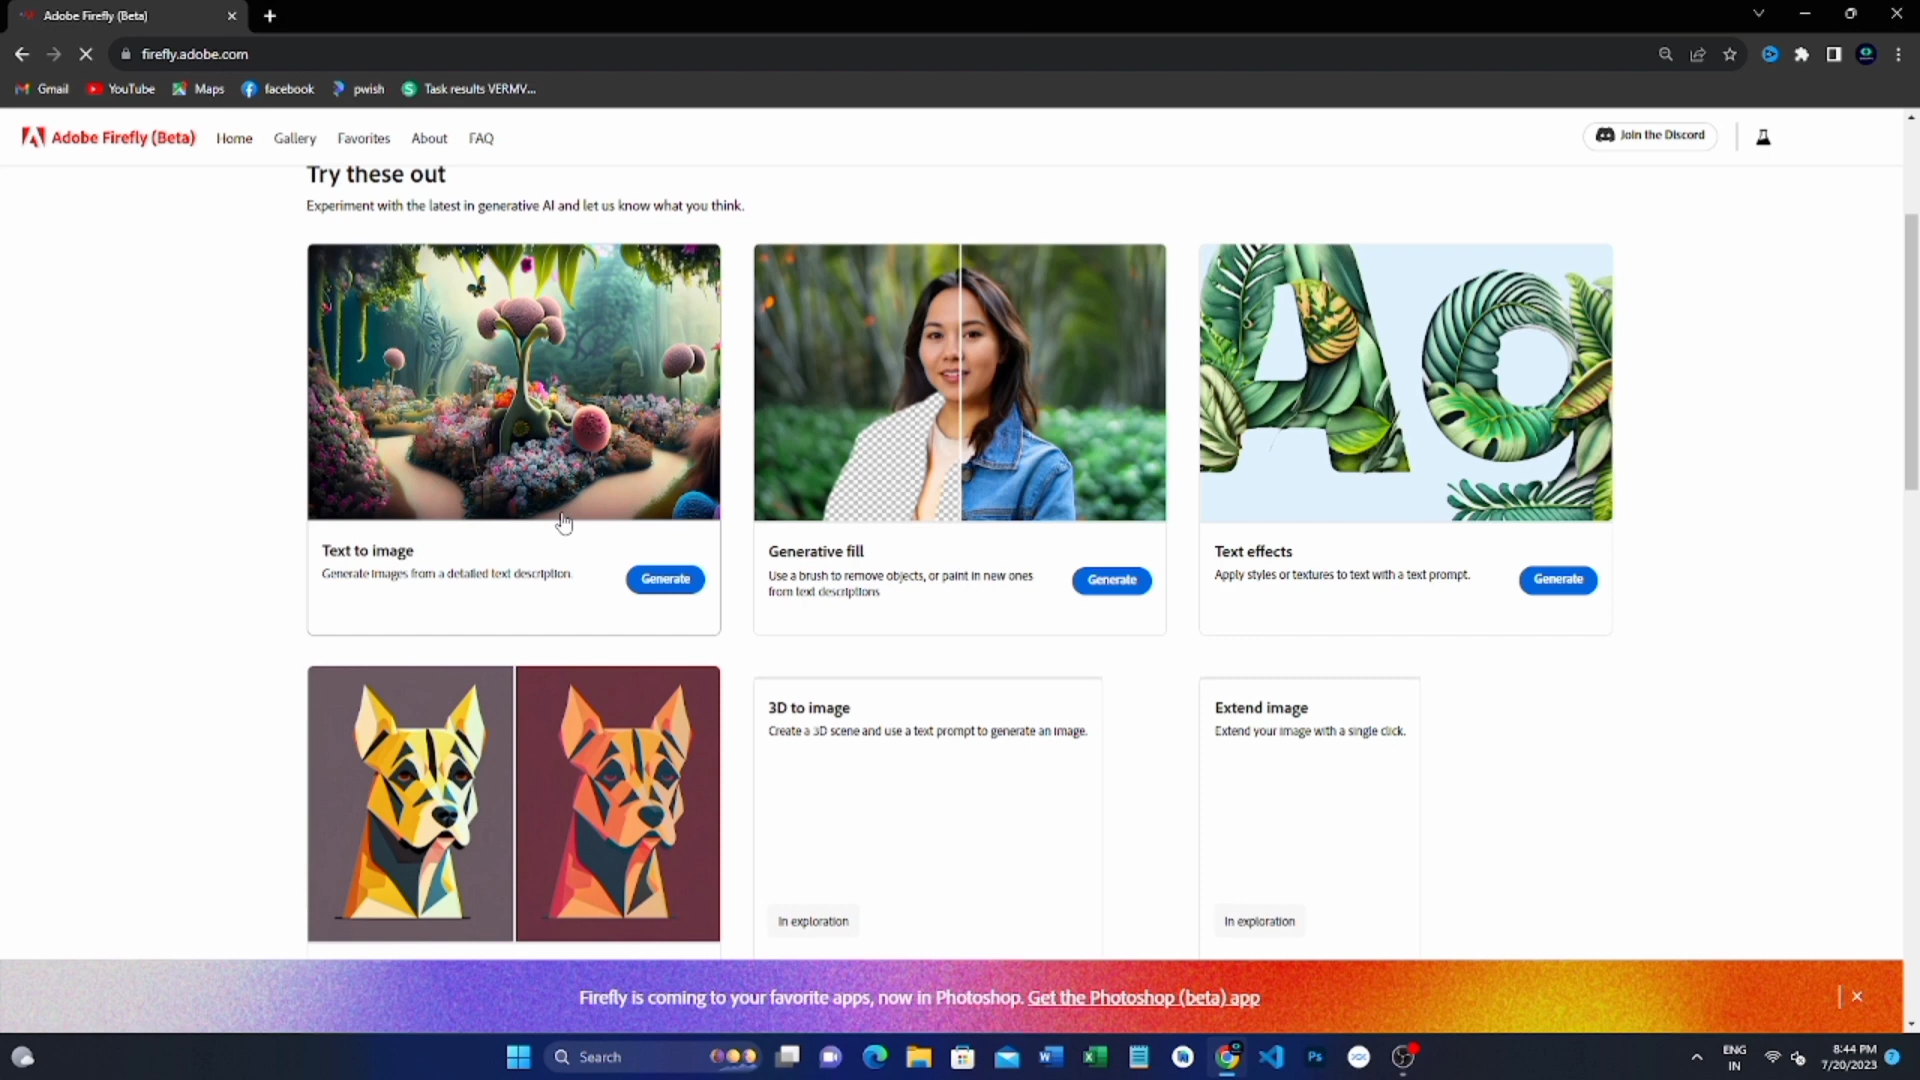 Adobe Firefly (Beta)
firefly.adobe.com
Gmail
YouTube
Maps
facebook
pwish
Task results VERMV...
Adobe Firefly (Beta)
Home
Gallery
Favorites
About
FAQ
Join the Discord
Try these out
Experiment with the latest in generative AI and let us know what you think.
Ag
Text to image
Generate images from a detailed text description.
Generate
Generative fill
Use a brush to remove objects, or paint in new ones
from text descriptions
Generate
Text effects
Apply styles or textures to text with a text prompt.
Generate
3D to image
Create a 3D scene and use a text prompt to generate an image.
In exploration
Extend image
Extend your image with a single click.
In exploration
Firefly is coming to your favorite apps, now in Photoshop. Get the Photoshop (beta) app
Search
Ps
ENG
IN
8:44 PM
7/20/2023
7